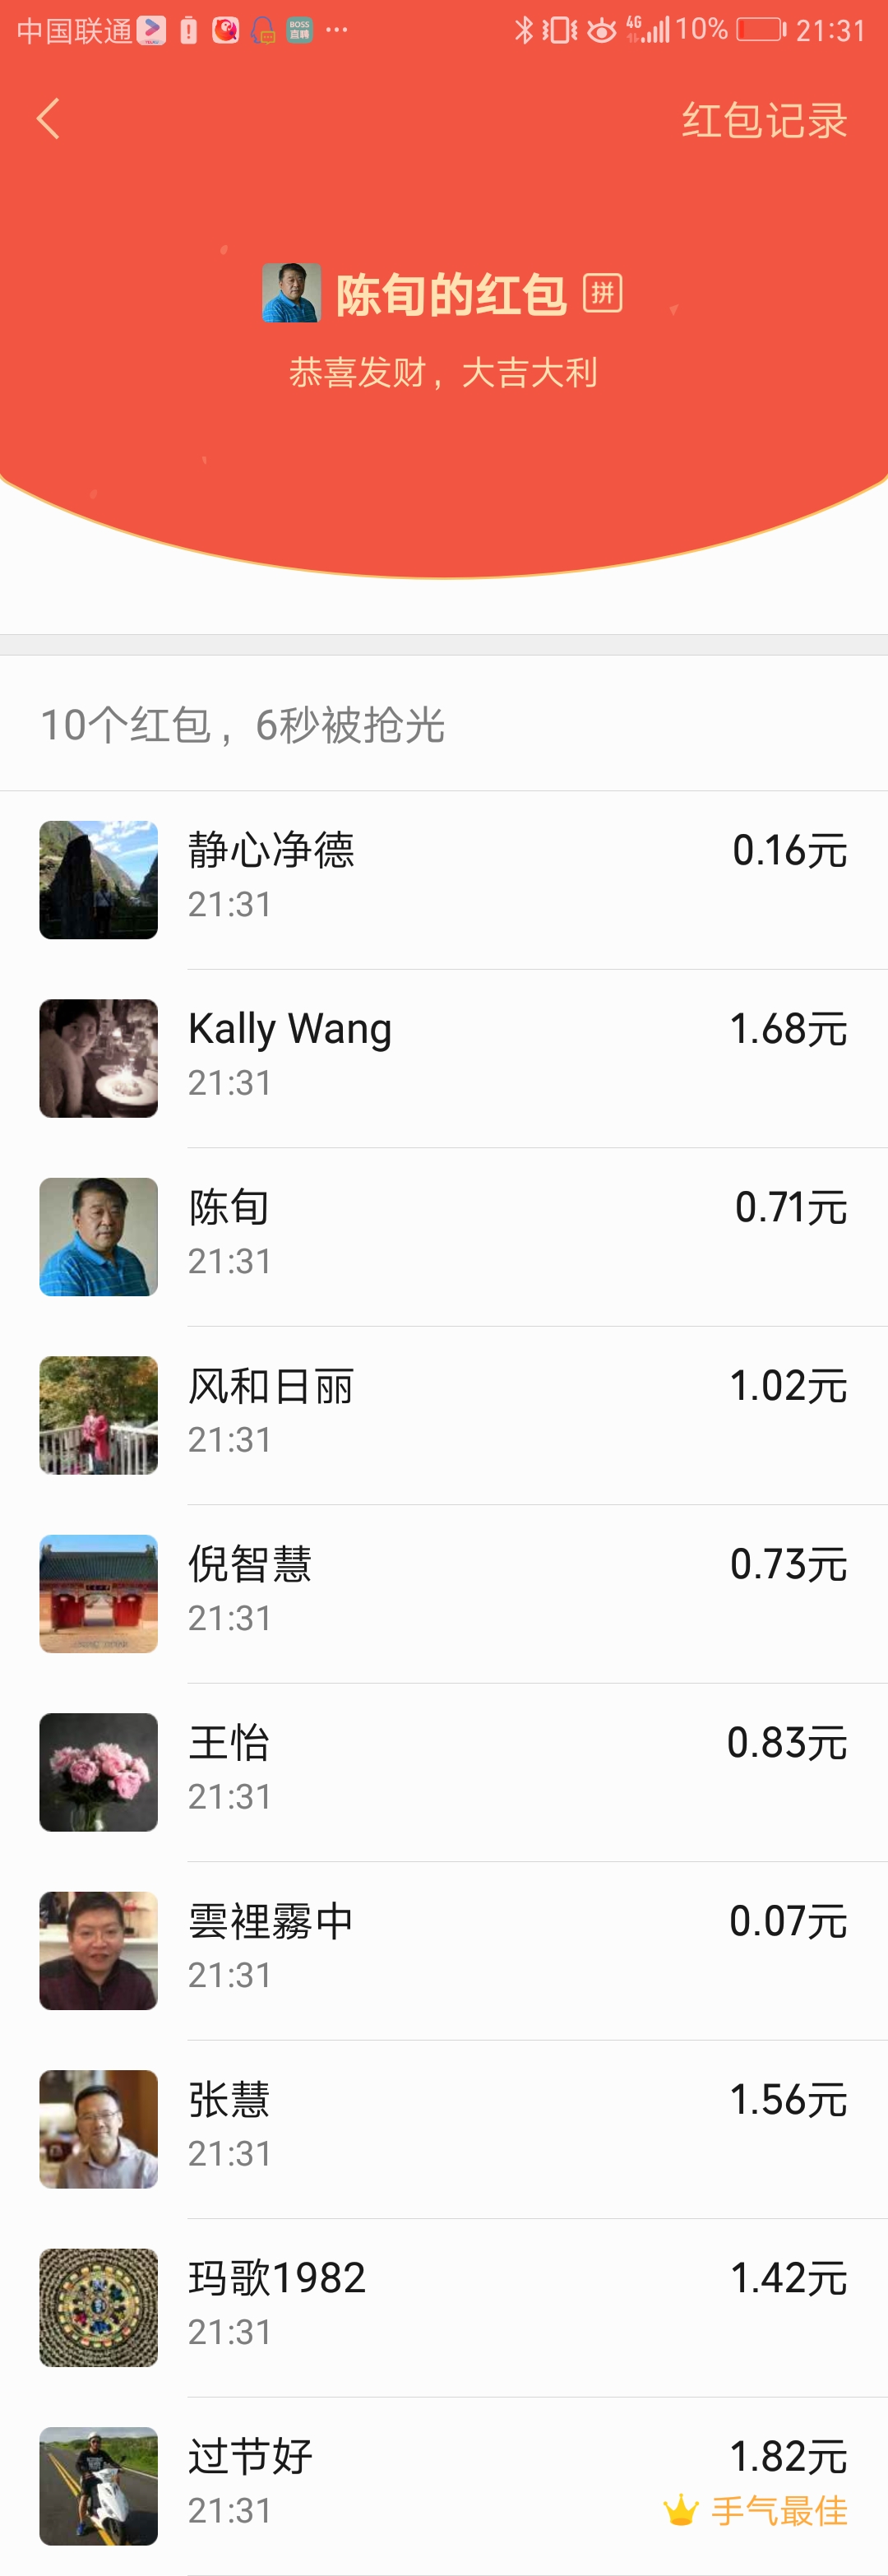 中国联通 BOSS 直聘 ... 4G 10% 21:31
红包记录
陈旬的红包 拼
恭喜发财，大吉大利
10个红包，6秒被抢光
静心净德 0.16元
21:31
Kally Wang 1.68元
21:31
陈旬 0.71元
21:31
风和日丽 1.02元
21:31
倪智慧 0.73元
21:31
王怡 0.83元
21:31
雲裡霧中 0.07元
21:31
张慧 1.56元
21:31
玛歌1982 1.42元
21:31
过节好 1.82元
21:31 手气最佳